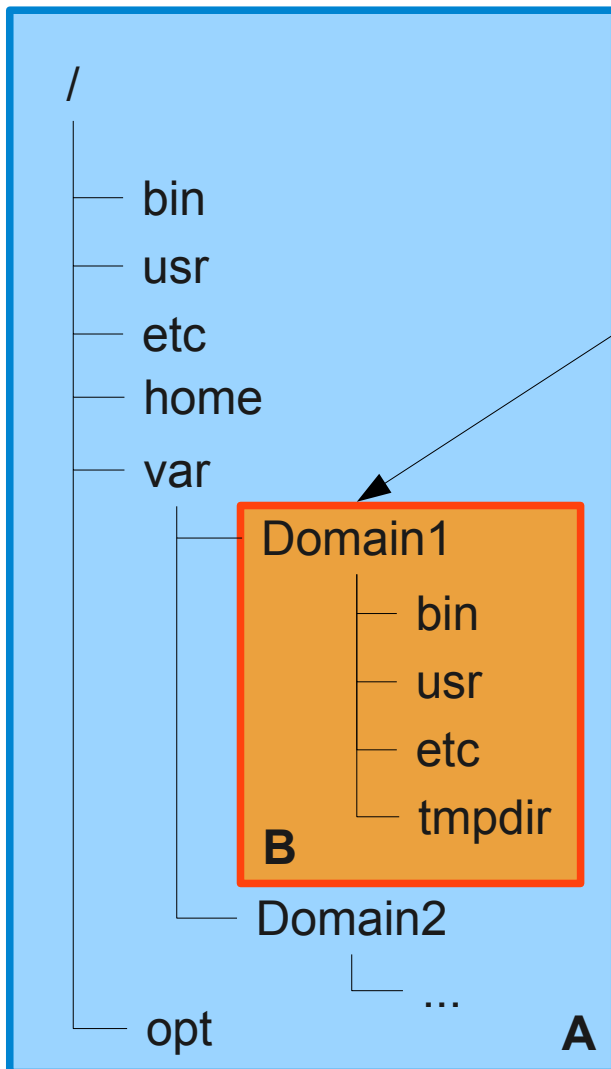 /
bin
usr
etc
home
var
Domain1
bin
usr
etc
tmpdir
B
Domain2
...
opt
A